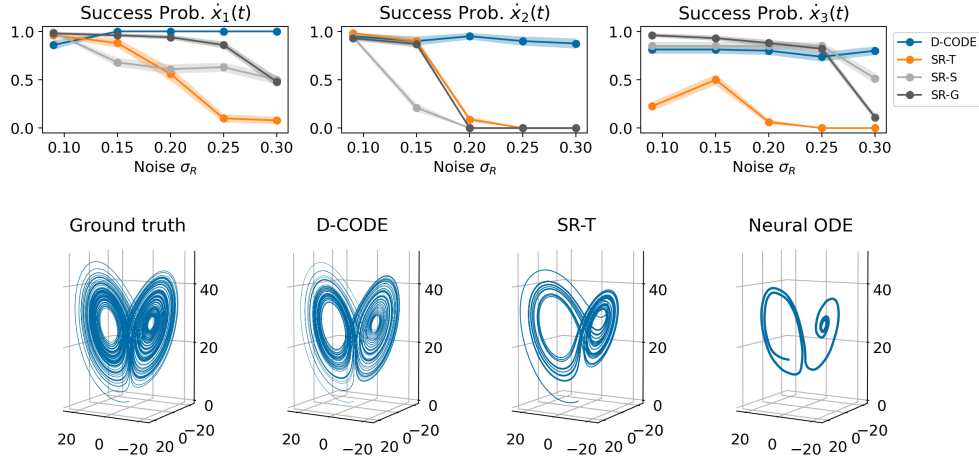 Success Prob. ẋ₁(t)
Success Prob. ẋ₂(t)
Success Prob. ẋ₃(t)
1.0
0.5
0.0
0.10 0.15 0.20 0.25 0.30
Noise σ_R
1.0
0.5
0.0
0.10 0.15 0.20 0.25 0.30
Noise σ_R
1.0
0.5
0.0
0.10 0.15 0.20 0.25 0.30
Noise σ_R
D-CODE
SR-T
SR-S
SR-G
Ground truth
40
20
0
20 0 −20
20 0 −20
D-CODE
40
20
0
20 0 −20
20 0 −20
SR-T
40
20
0
20 0 −20
20 0 −20
Neural ODE
40
20
0
20 0 −20
20 0 −20